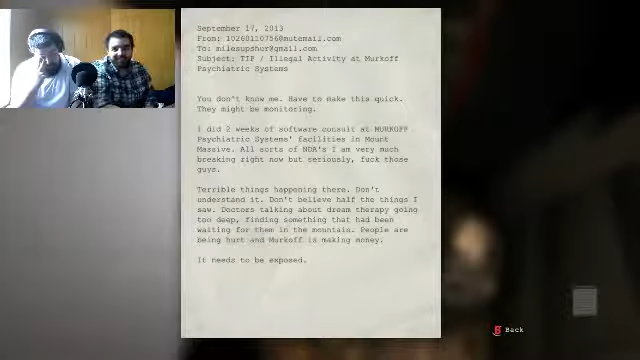 September 17, 2013
From: 10260110756@mutemail.com
To: milesupshur@gmail.com
Subject: TIP / Illegal Activity at Murkoff
Psychiatric Systems
You don't know me. Have to make this quick.
They might be monitoring.
I did 2 weeks of software consult at MURKOFF
Psychiatric Systems' facilities in Mount
Massive. All sorts of NDA's I am very much
breaking right now but seriously, fuck those
guys.
Terrible things happening there. Don't
understand it. Don't believe half the things I
saw. Doctors talking about dream therapy going
too deep, finding something that had been
waiting for them in the mountain. People are
being hurt and Murkoff is making money.
It needs to be exposed.
Back